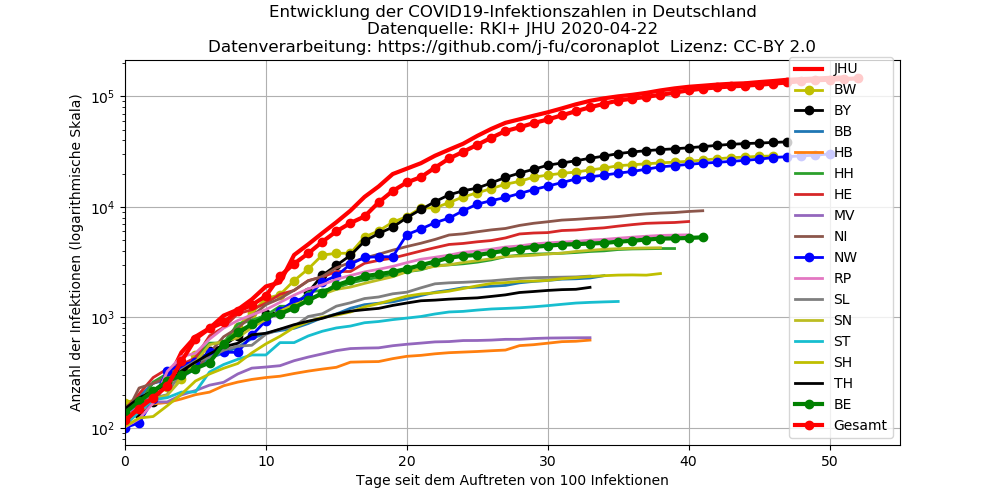 Entwicklung der COVID19-Infektionszahlen in Deutschland
Datenquelle: RKI+ JHU 2020-04-22
Datenverarbeitung: https://github.com/j-fu/coronaplot  Lizenz: CC-BY 2.0
Anzahl der Infektionen (logarithmische Skala)
10^5
10^4
10^3
10^2
JHU
BW
BY
BB
HB
HH
HE
MV
NI
NW
RP
SL
SN
ST
SH
TH
BE
Gesamt
0
10
20
30
40
50
Tage seit dem Auftreten von 100 Infektionen